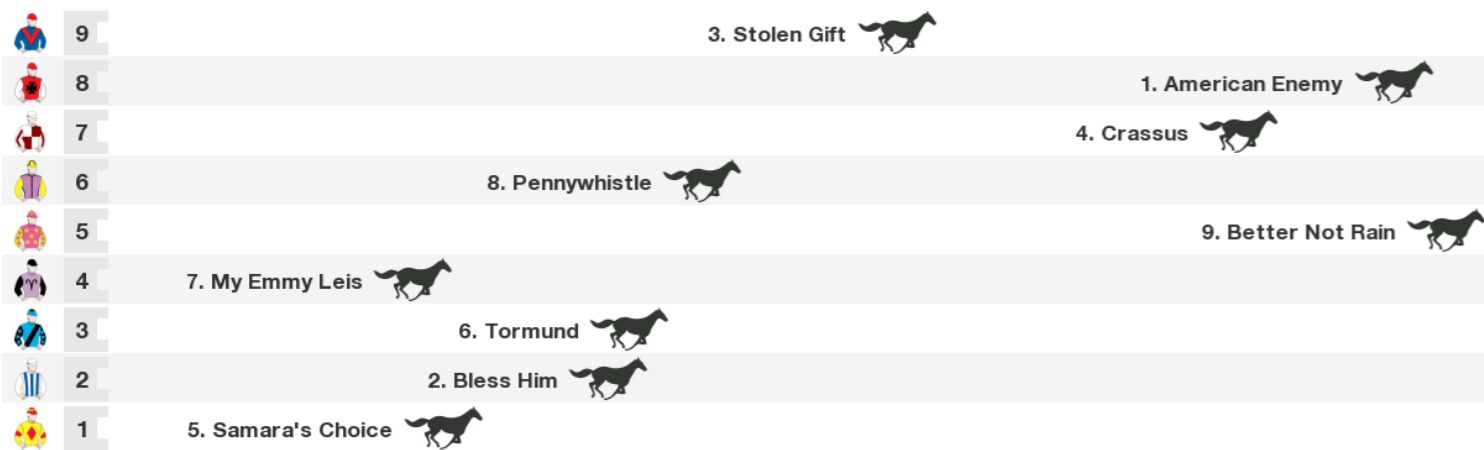 9 3. Stolen Gift
8 1. American Enemy
7 4. Crassus
6 8. Pennywhistle
5 9. Better Not Rain
4 7. My Emmy Leis
3 6. Tormund
2 2. Bless Him
1 5. Samara's Choice